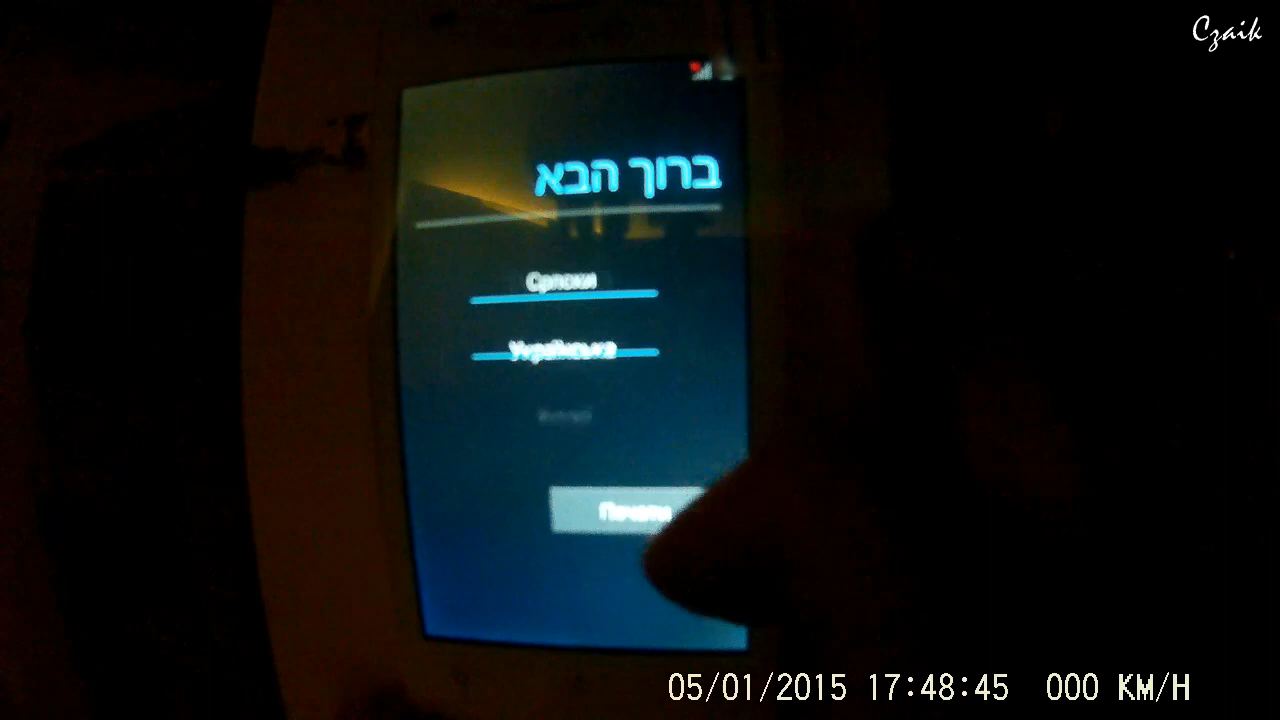 Czaik
ברוך הבא
Српски
Українська
05/01/2015 17:48:45 000 KM/H